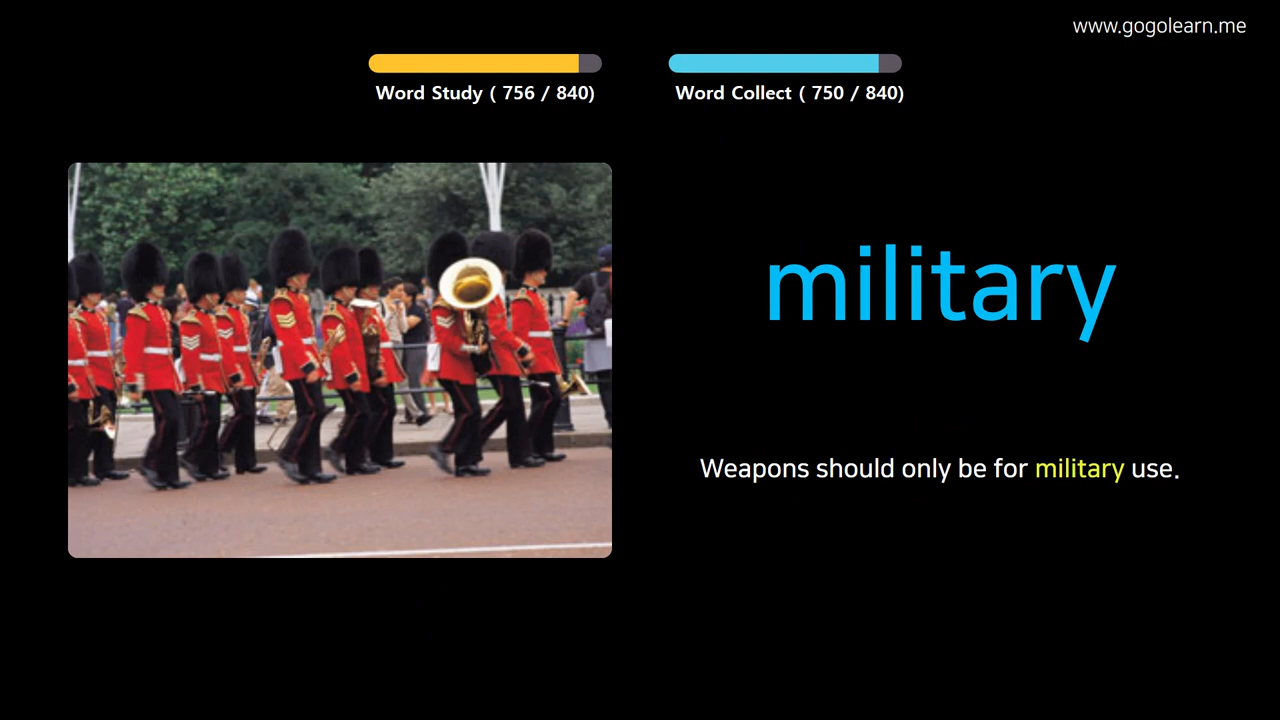 www.gogolearn.me
Word Study ( 756 / 840)
Word Collect ( 750 / 840)
military
Weapons should only be for military use.